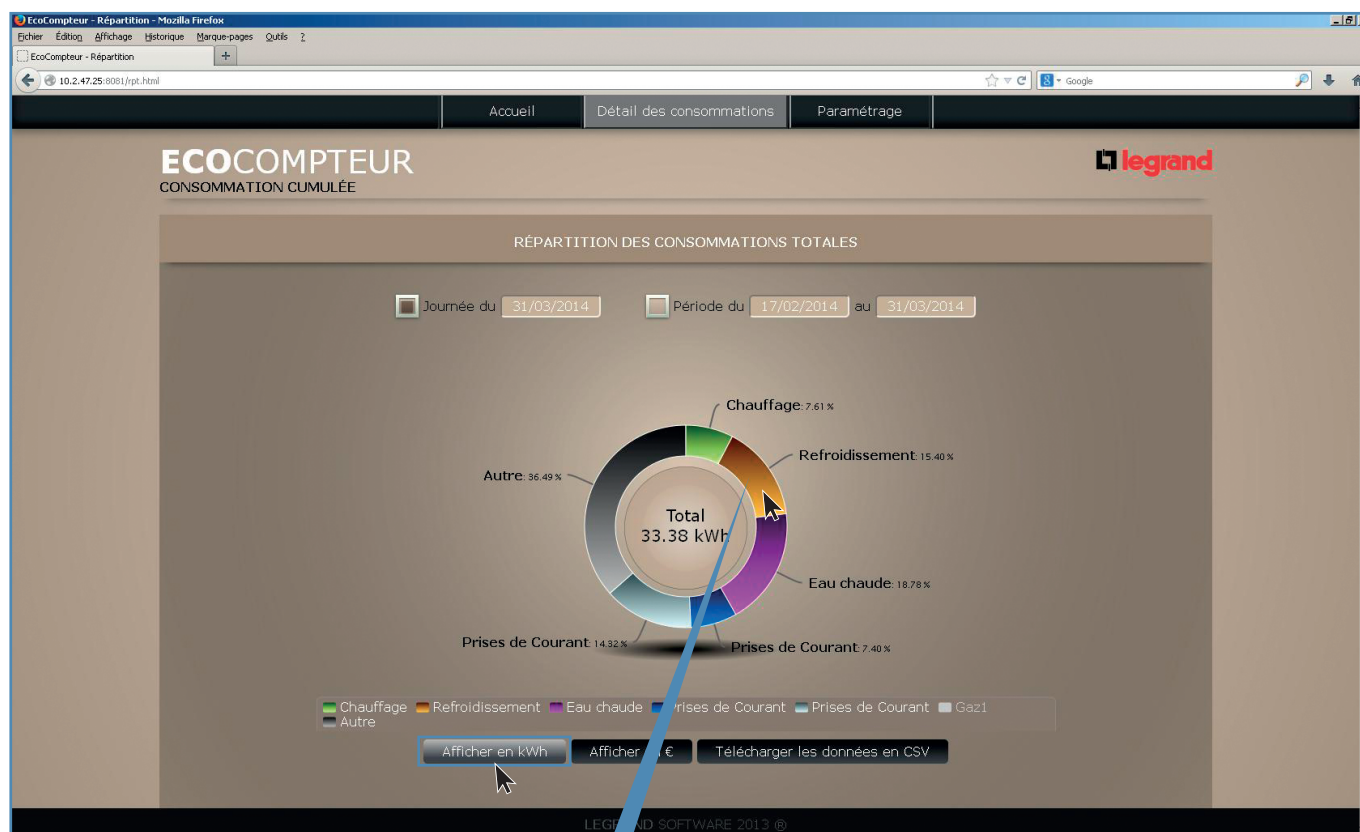 EcoCompteur - Répartition - Mozilla Firefox
Fichier Édition Affichage Historique Marque-pages Outils ?
EcoCompteur - Répartition +
10.2.47.25:8081/rpt.html Google
Accueil Détail des consommations Paramétrage
ECOCOMPTEUR legrand
CONSOMMATION CUMULÉE
RÉPARTITION DES CONSOMMATIONS TOTALES
Journée du 31/03/2014 Période du 17/02/2014 au 31/03/2014
Chauffage: 7.61 %
Refroidissement: 15.40 %
Autre: 36.49 %
Total
33.38 kWh
Eau chaude: 18.78 %
Prises de Courant: 14.32 % Prises de Courant: 7.40 %
Chauffage Refroidissement Eau chaude Prises de Courant Prises de Courant Gaz1
Autre
Afficher en kWh Afficher en € Télécharger les données en CSV
LEGRAND SOFTWARE 2013 ®